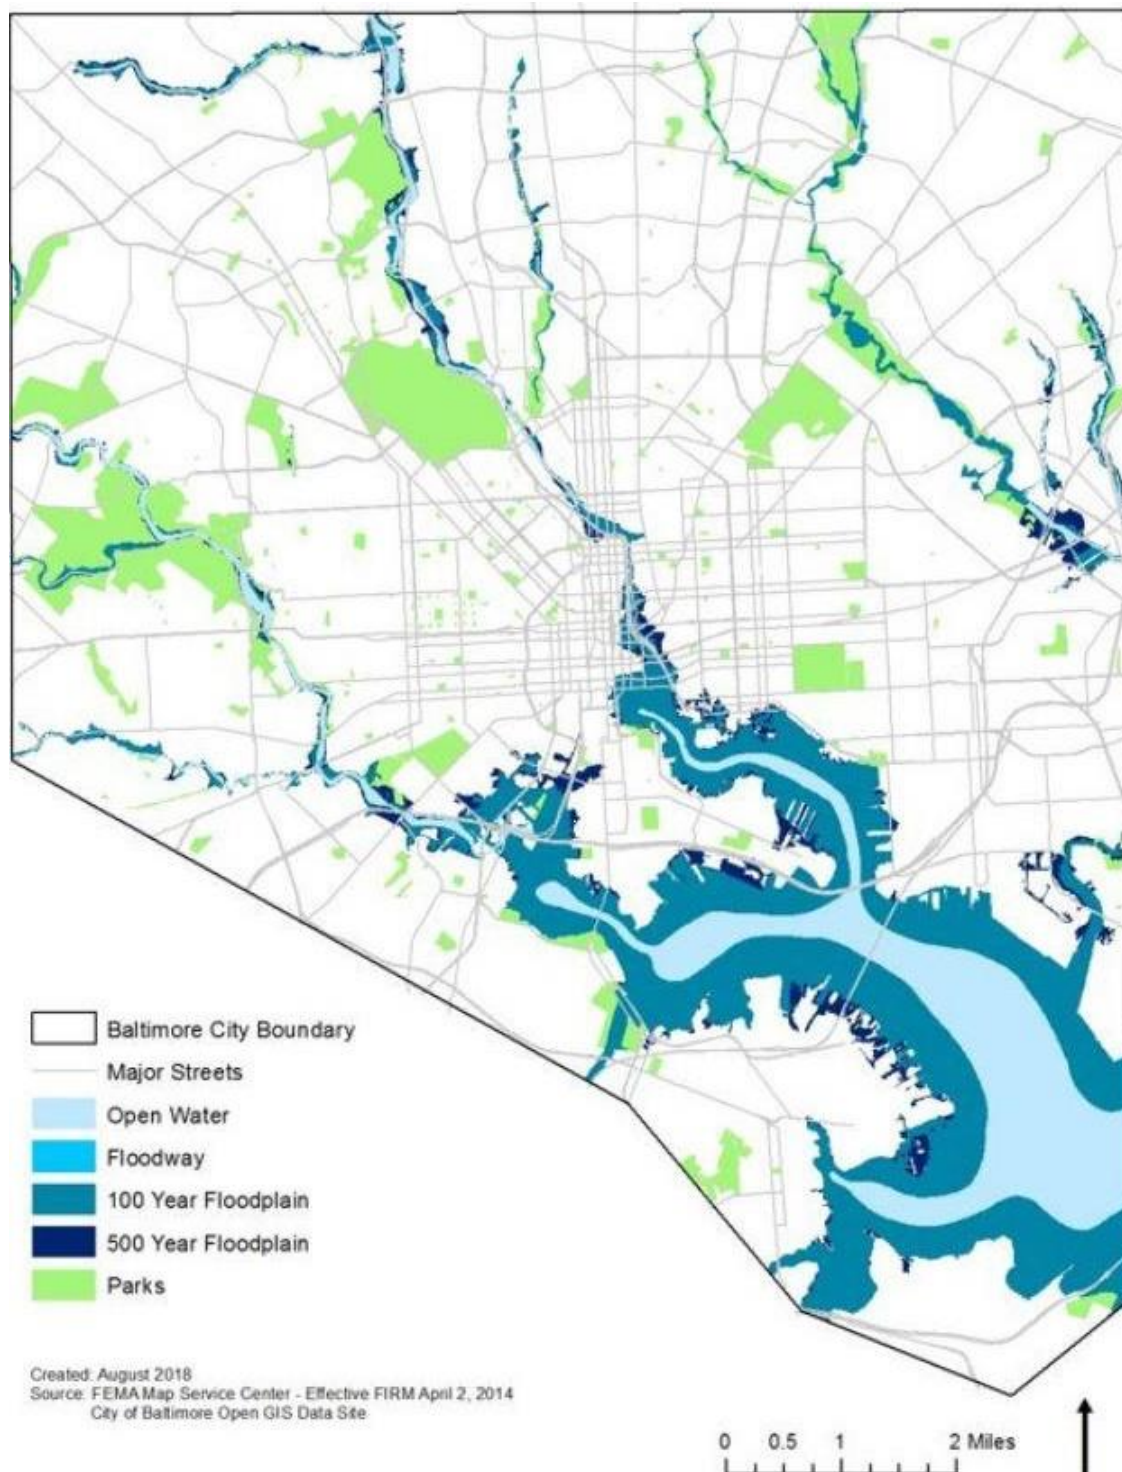 Baltimore City Boundary
Major Streets
Open Water
Floodway
100 Year Floodplain
500 Year Floodplain
Parks
Created: August 2018
Source: FEMA Map Service Center - Effective FIRM April 2, 2014
City of Baltimore Open GIS Data Site
0 0.5 1 2 Miles